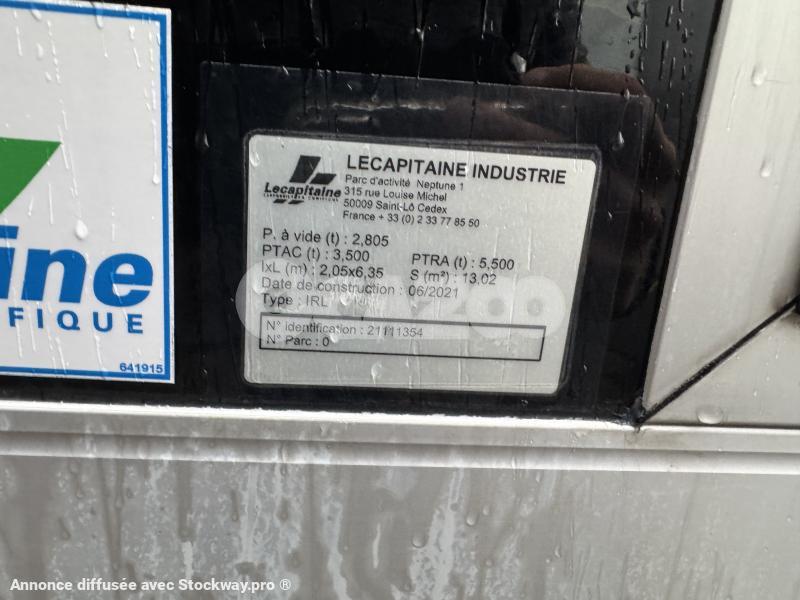 ine
FIQUE
641915
LECAPITAINE INDUSTRIE
Parc d'activité Neptune 1
315 rue Louise Michel
50009 Saint-Lô Cedex
France + 33 (0) 2 33 77 85 50
Lecapitaine
P. à vide (t) : 2,805
PTAC (t) : 3,500 PTRA (t) : 5,500
lxL (m) : 2,05x6,35 S (m²) : 13,02
Date de construction : 06/2021
Type : IRL
N° identification : 21111354
N° Parc : 0
Annonce diffusée avec Stockway.pro ®